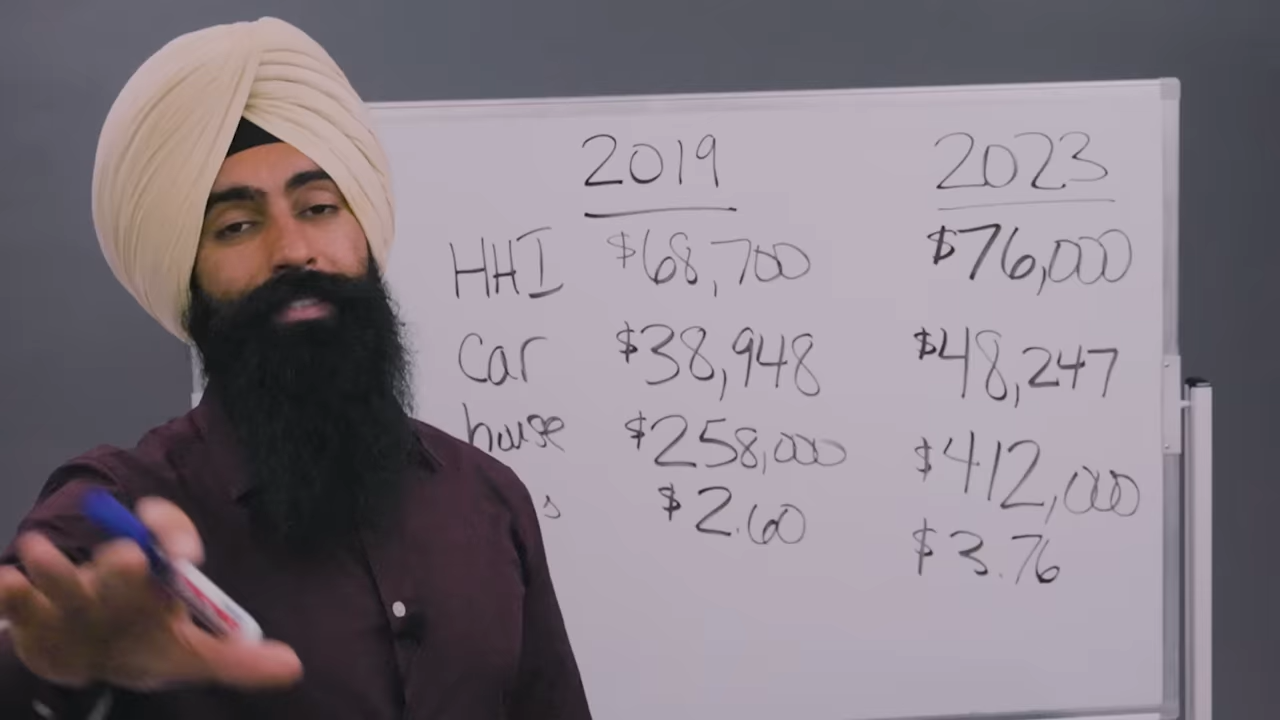 2019 2023
HHI $68,700 $76,000
Car $38,948 $48,247
house $258,000 $412,000
s $2.60 $3.76